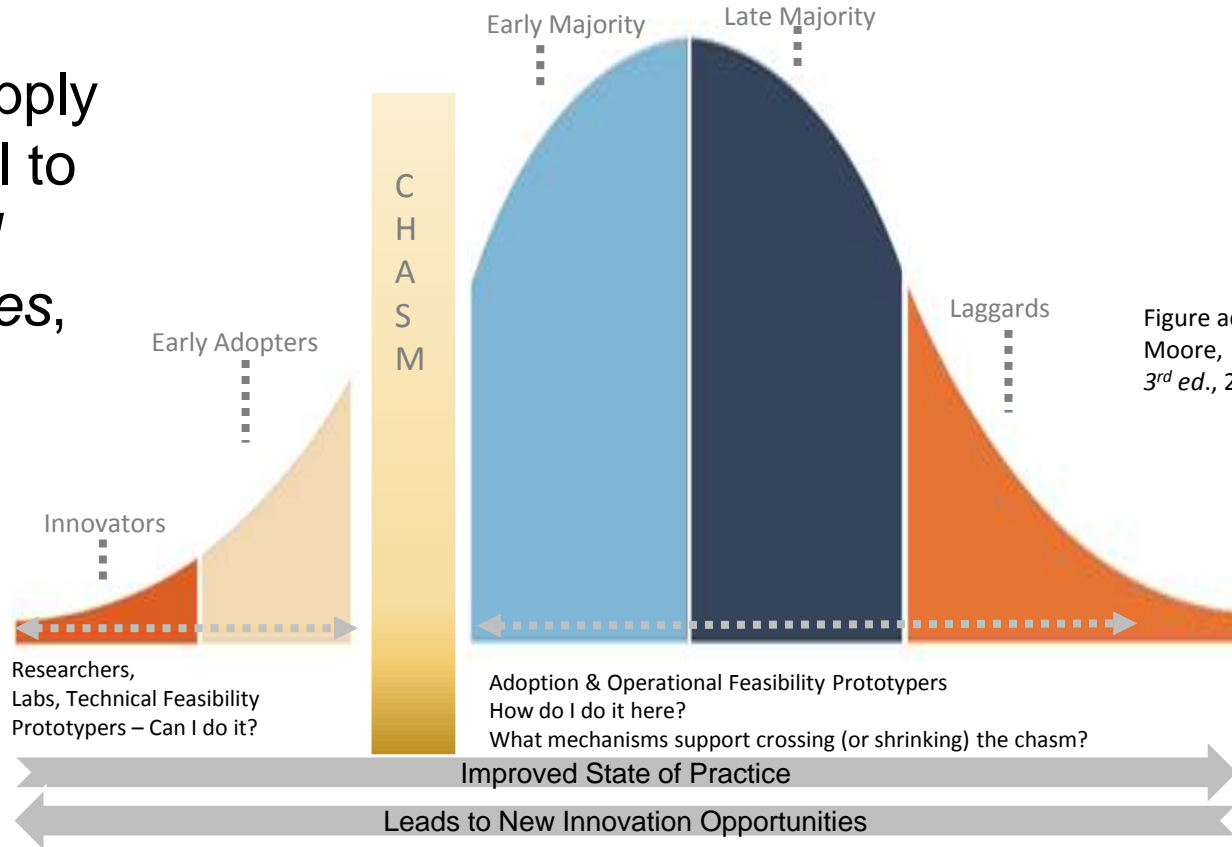 Early Majority
Late Majority
to
,
C
H
A
S
M
Early Adopters
Laggards
Figure
Moore,
3rd ed., 2
Innovators
Researchers,
Labs, Technical Feasibility
Prototypers – Can I do it?
Adoption & Operational Feasibility Prototypers
How do I do it here?
What mechanisms support crossing (or shrinking) the chasm?
Improved State of Practice
Leads to New Innovation Opportunities